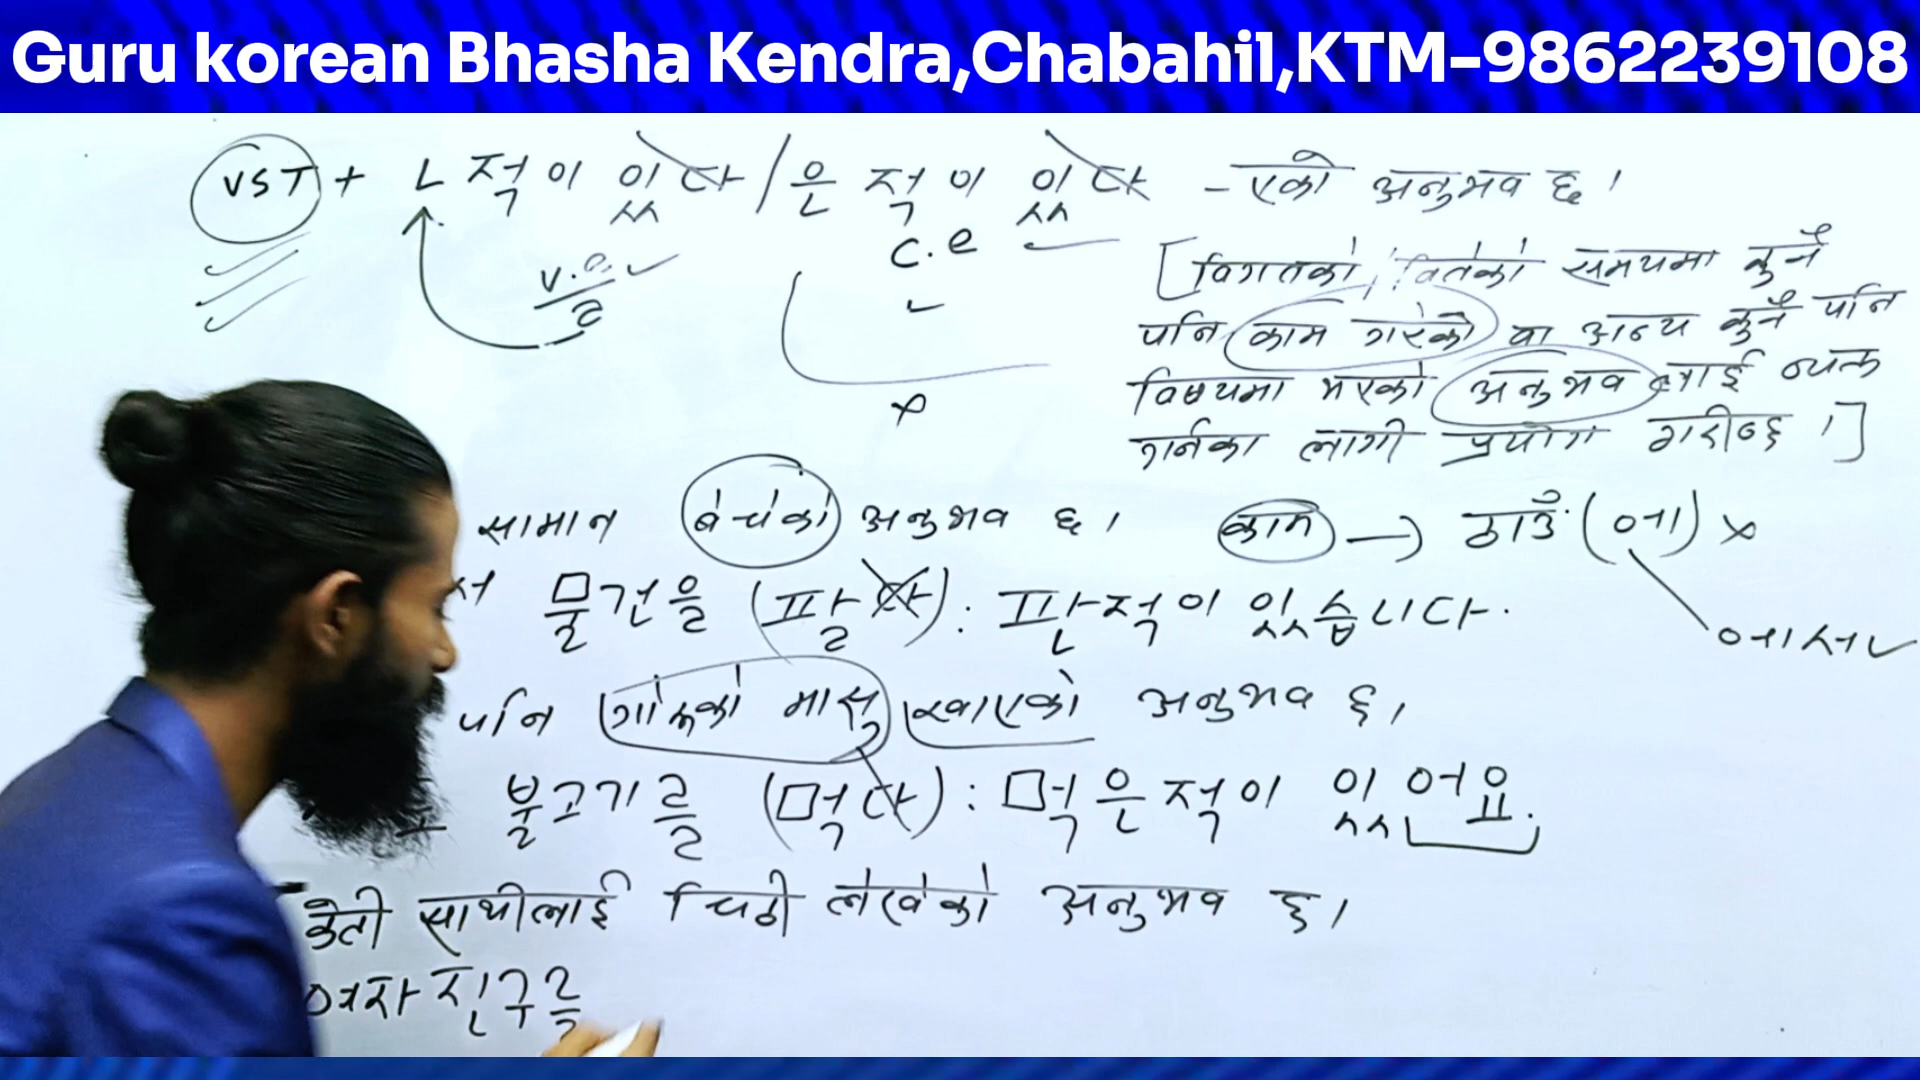 Guru korean Bhasha Kendra,Chabahil,KTM-9862239108
VST + ㄴ 적이 있다 / 은 적이 있다 - एको अनुभव छ ।
v.e. ㄹ
c.e
[ विगतको / बितेको समयमा कुनै
पनि काम गरेको वा अन्य कुनै पनि
विषयमा भएको अनुभव लाई व्यक्त
गर्नका लागी प्रयोग गरीन्छ । ]
सामान बेचेको अनुभव छ । काम → ठाउँ (에) x
서 물건을 (팔다) : 판적이 있습니다.
에서
पनि गोरुको मासु खाएको अनुभव छ ।
불고기를 (먹다) : 먹은적이 있어요.
केटी साथीलाई चिठी लेखेको अनुभव छ ।
여자 친구를